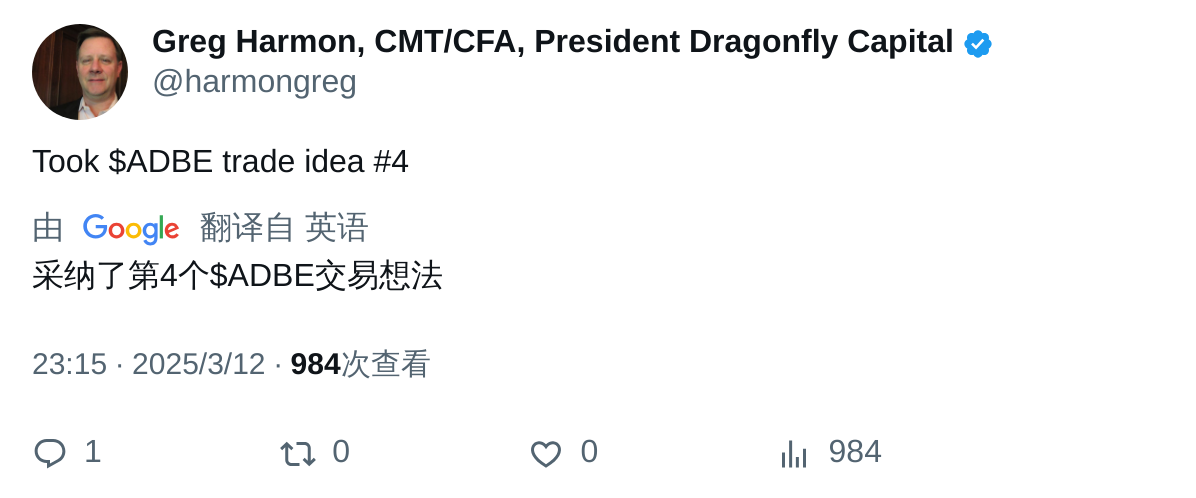 Greg Harmon, CMT/CFA, President Dragonfly Capital
@harmongreg
Took $ADBE trade idea #4
由 Google 翻译自 英语
采纳了第4个$ADBE交易想法
23:15 · 2025/3/12 · 984次查看
1 0 0 984